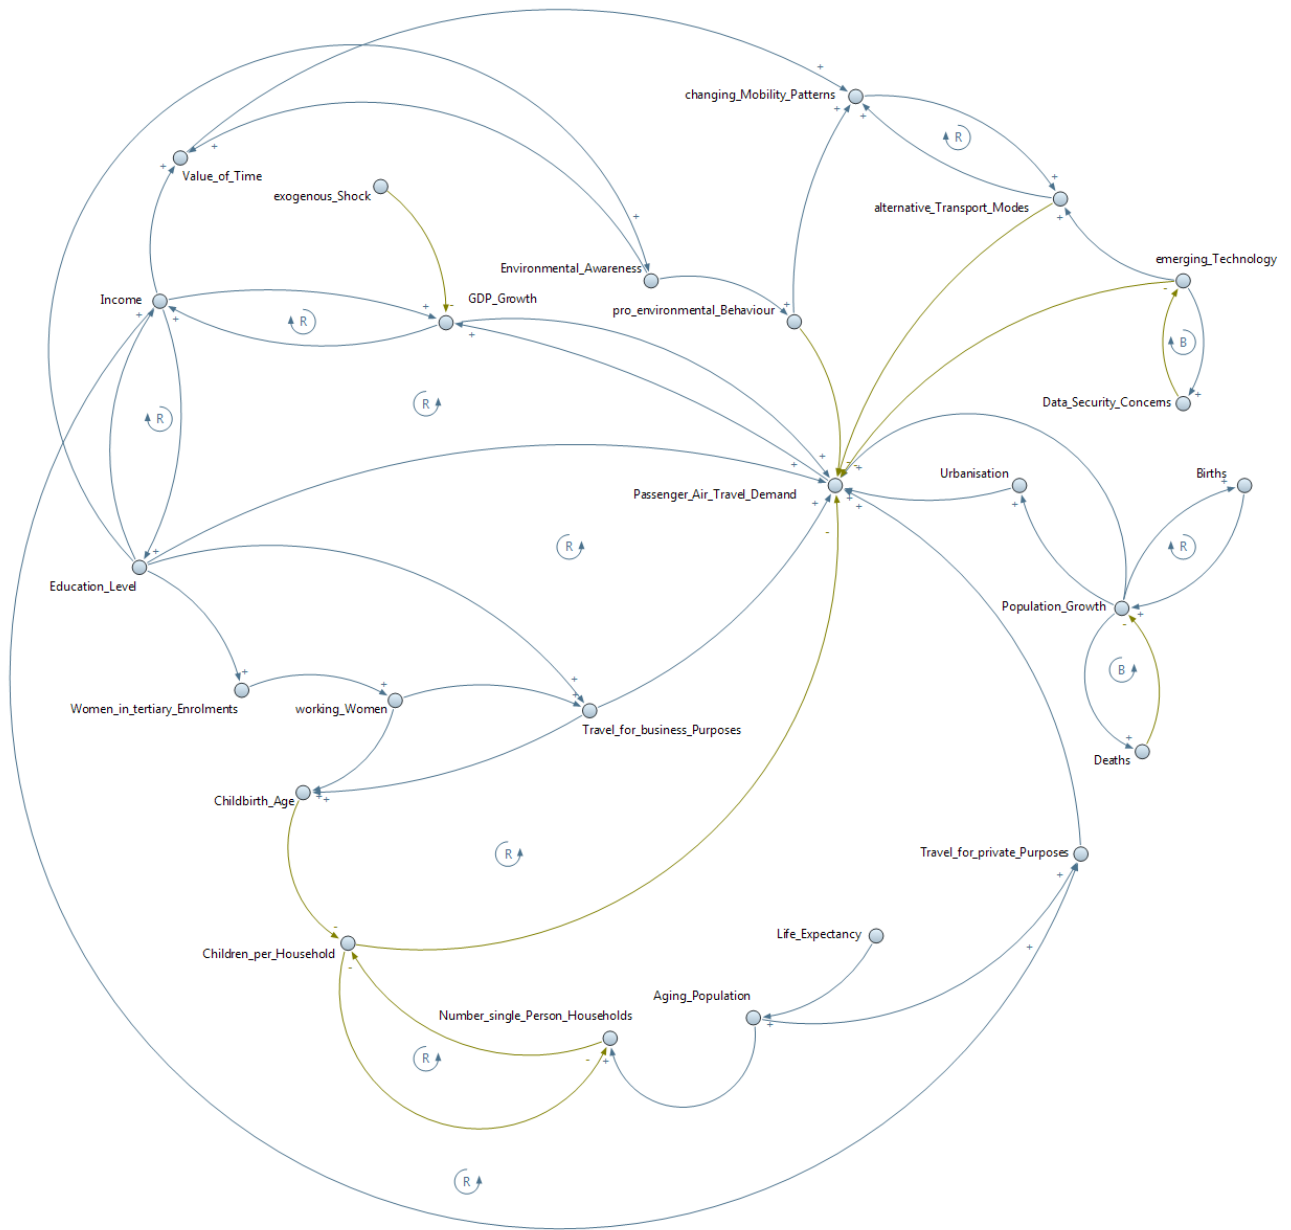 changing_Mobility_Patterns
R
Value_of_Time
exogenous_Shock
alternative_Transport_Modes
emerging_Technology
Environmental_Awareness
Income
GDP_Growth
pro_environmental_Behaviour
R
B
R
R
Data_Security_Concerns
Passenger_Air_Travel_Demand
Urbanisation
Births
R
R
Education_Level
Population_Growth
B
Women_in_tertiary_Enrolments
working_Women
Travel_for_business_Purposes
Deaths
Childbirth_Age
R
Travel_for_private_Purposes
Children_per_Household
Life_Expectancy
Aging_Population
Number_single_Person_Households
R
R